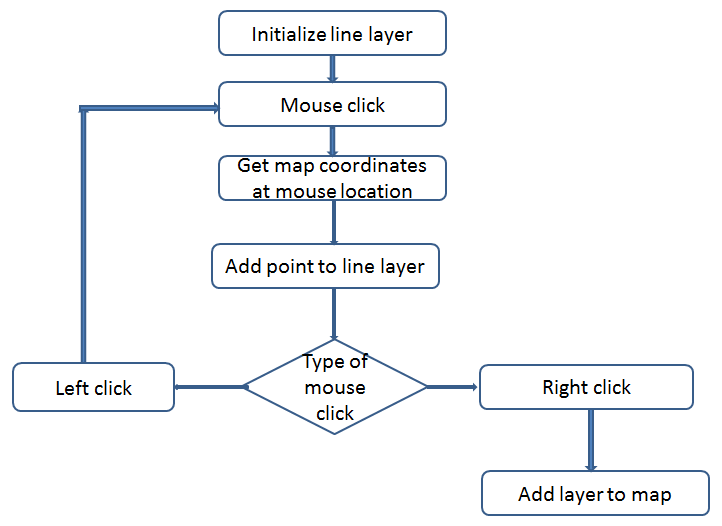 Initialize line layer
Mouse click
Get map coordinates
at mouse location
Add point to line layer
Type of
mouse
click
Left click
Right click
Add layer to map